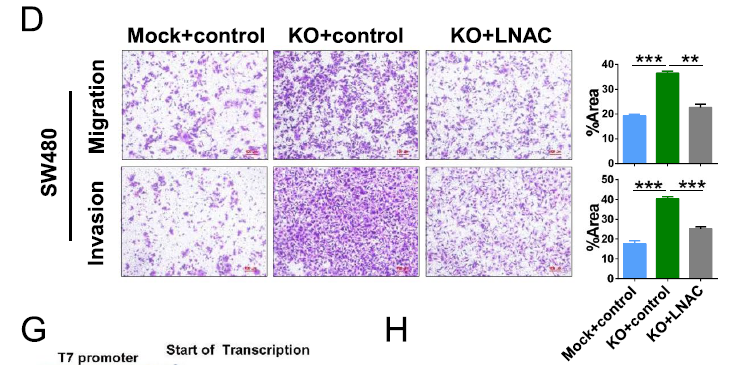 D
Mock+control KO+control KO+LNAC
SW480
Migration
Invasion
%Area
40
30
20
10
0
*** **
%Area
50
40
30
20
10
0
*** ***
Mock+control
KO+control
KO+LNAC
G
H
T7 promoter
Start of Transcription